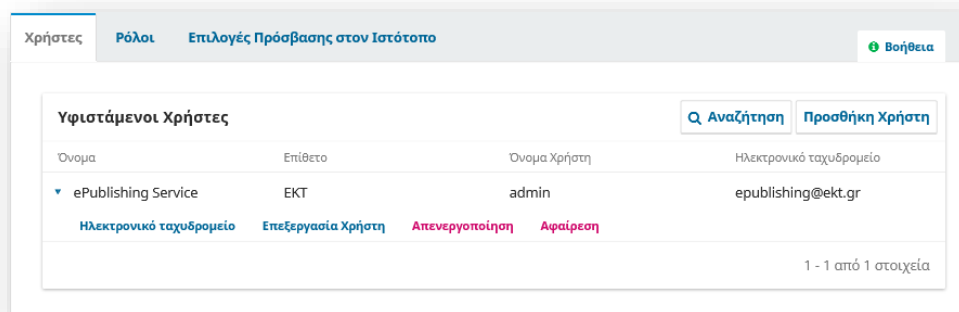 Χρήστες Ρόλοι Επιλογές Πρόσβασης στον Ιστότοπο
Βοήθεια
Υφιστάμενοι Χρήστες Αναζήτηση Προσθήκη Χρήστη
Όνομα Επίθετο Όνομα Χρήστη Ηλεκτρονικό ταχυδρομείο
ePublishing Service EKT admin epublishing@ekt.gr
Ηλεκτρονικό ταχυδρομείο Επεξεργασία Χρήστη Απενεργοποίηση Αφαίρεση
1 - 1 από 1 στοιχεία